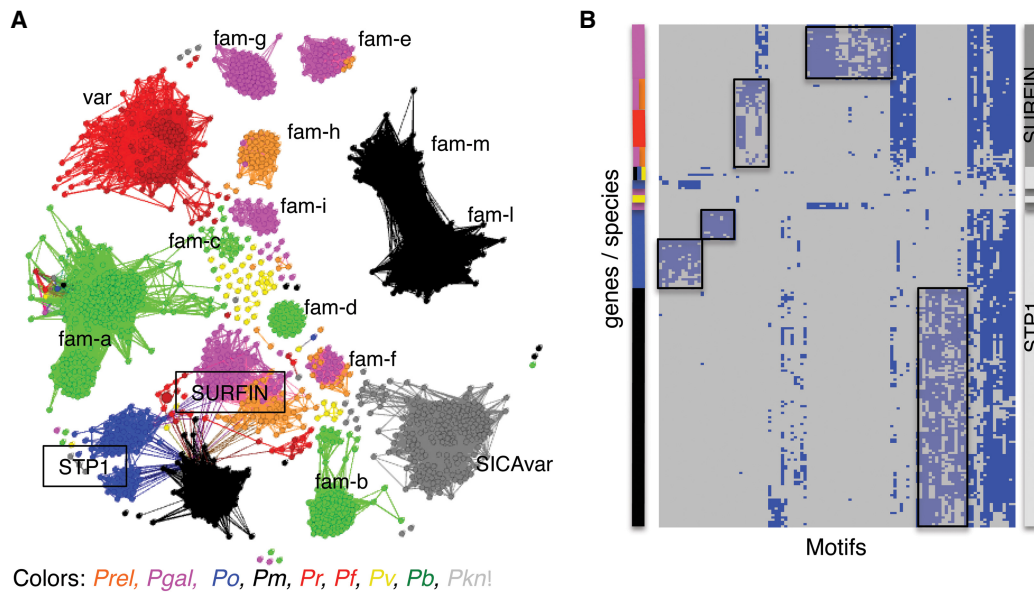 A
B
fam-g
fam-e
var
fam-h
fam-m
fam-i
fam-l
fam-c
fam-d
fam-a
fam-f
SURFIN
STP1
SICAvar
fam-b
Colors: Prel, Pgal, Po, Pm, Pr, Pf, Pv, Pb, Pkn!
genes / species
Motifs
SURFIN
STP1